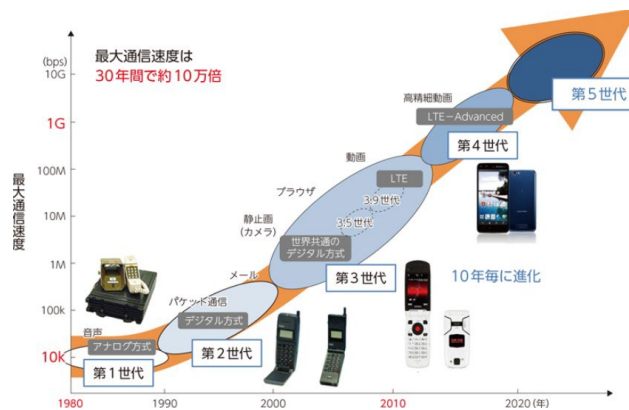 最大通信速度は
30年間で約10万倍
(bps)
10G
1G
100M
10M
1M
100k
10k
最大通信速度
第5世代
高精細動画
LTE−Advanced
第4世代
動画
LTE
3.9世代
ブラウザ
3.5世代
静止画
(カメラ)
世界共通の
デジタル方式
第3世代
10年毎に進化
メール
パケット通信
デジタル方式
第2世代
音声
アナログ方式
第1世代
1980
1990
2000
2010
2020
(年)